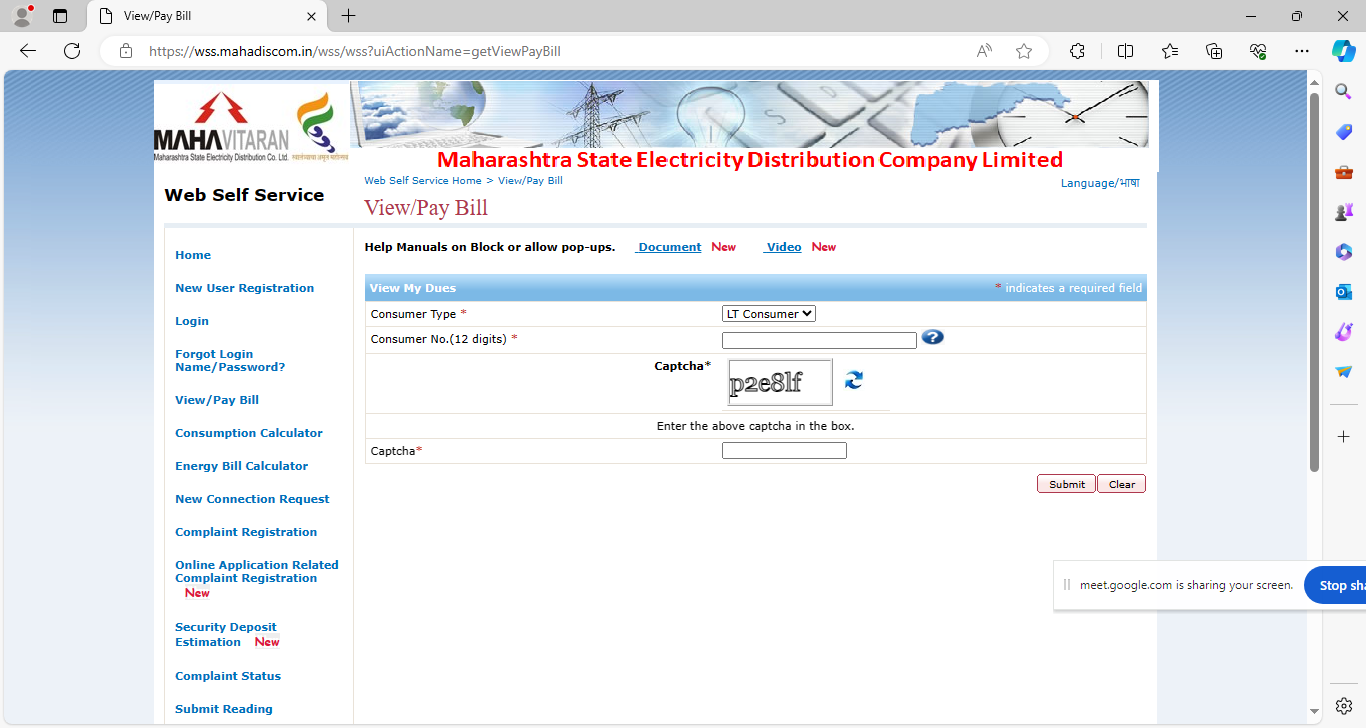 View/Pay Bill
https://wss.mahadiscom.in/wss/wss?uiActionName=getViewPayBill
MAHAVITARAN
Maharashtra State Electricity Distribution Co. Ltd.
Maharashtra State Electricity Distribution Company Limited
Web Self Service
Web Self Service Home > View/Pay Bill
Language/भाषा
View/Pay Bill
Help Manuals on Block or allow pop-ups. Document New Video New
Home
New User Registration
Login
Forgot Login
Name/Password?
View/Pay Bill
Consumption Calculator
Energy Bill Calculator
New Connection Request
Complaint Registration
Online Application Related
Complaint Registration
New
Security Deposit
Estimation New
Complaint Status
Submit Reading
View My Dues * indicates a required field
Consumer Type * LT Consumer
Consumer No.(12 digits) *
Captcha* p2e8lf
Enter the above captcha in the box.
Captcha*
Submit Clear
meet.google.com is sharing your screen. Stop sha